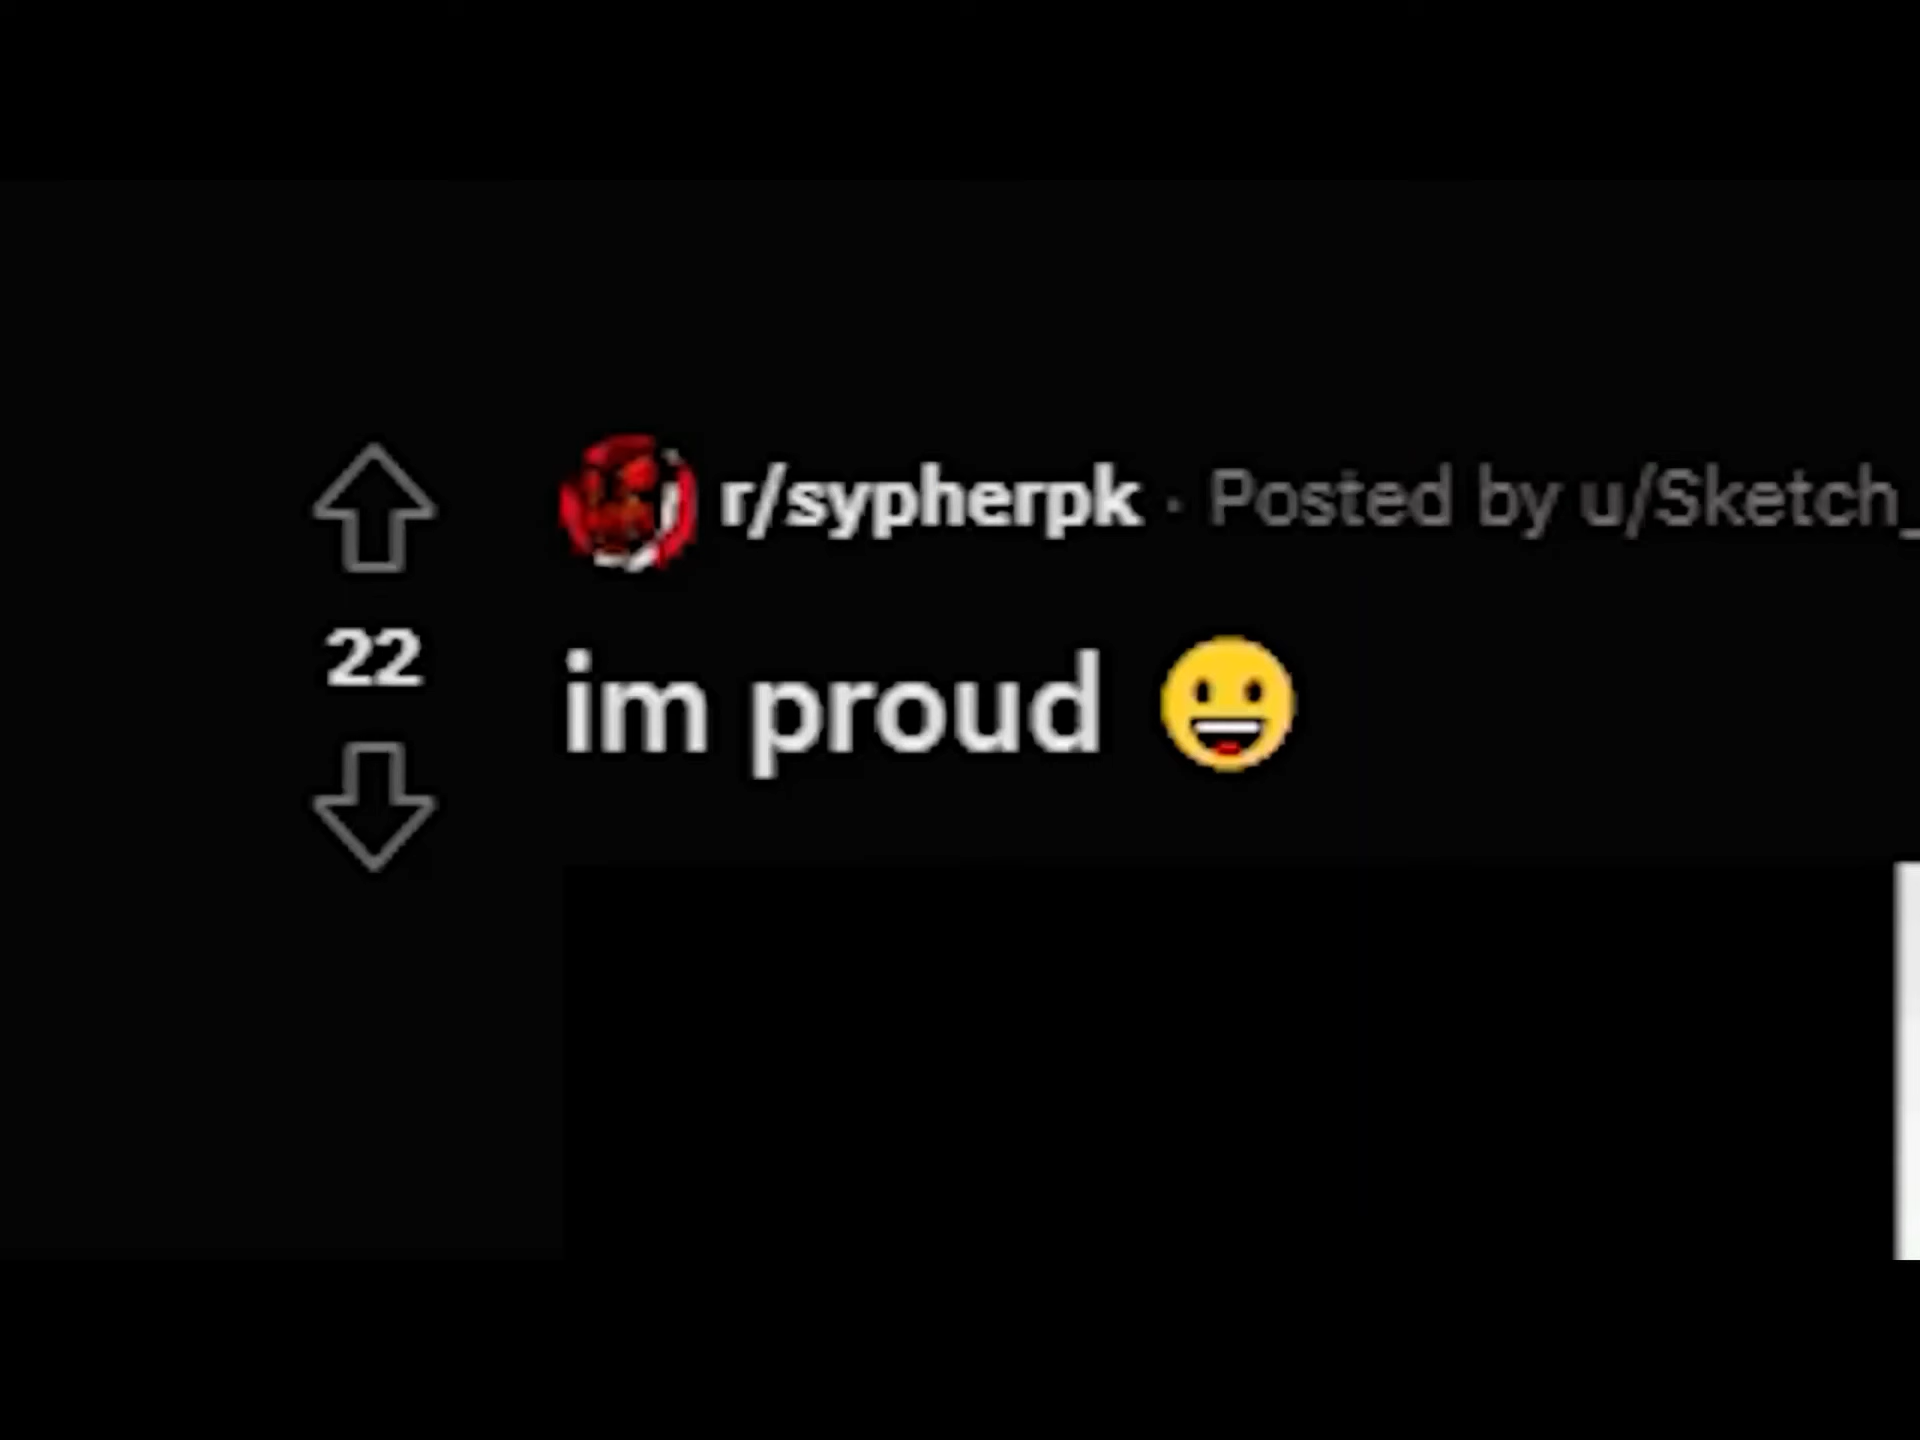 r/sypherpk · Posted by u/Sketch_
22
im proud 😀